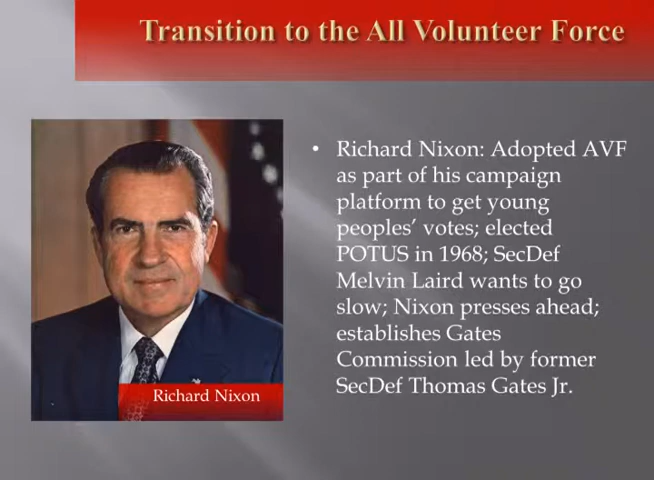 Transition to the All Volunteer Force
• Richard Nixon: Adopted AVF
as part of his campaign
platform to get young
peoples’ votes; elected
POTUS in 1968; SecDef
Melvin Laird wants to go
slow; Nixon presses ahead;
establishes Gates
Commission led by former
SecDef Thomas Gates Jr.
Richard Nixon